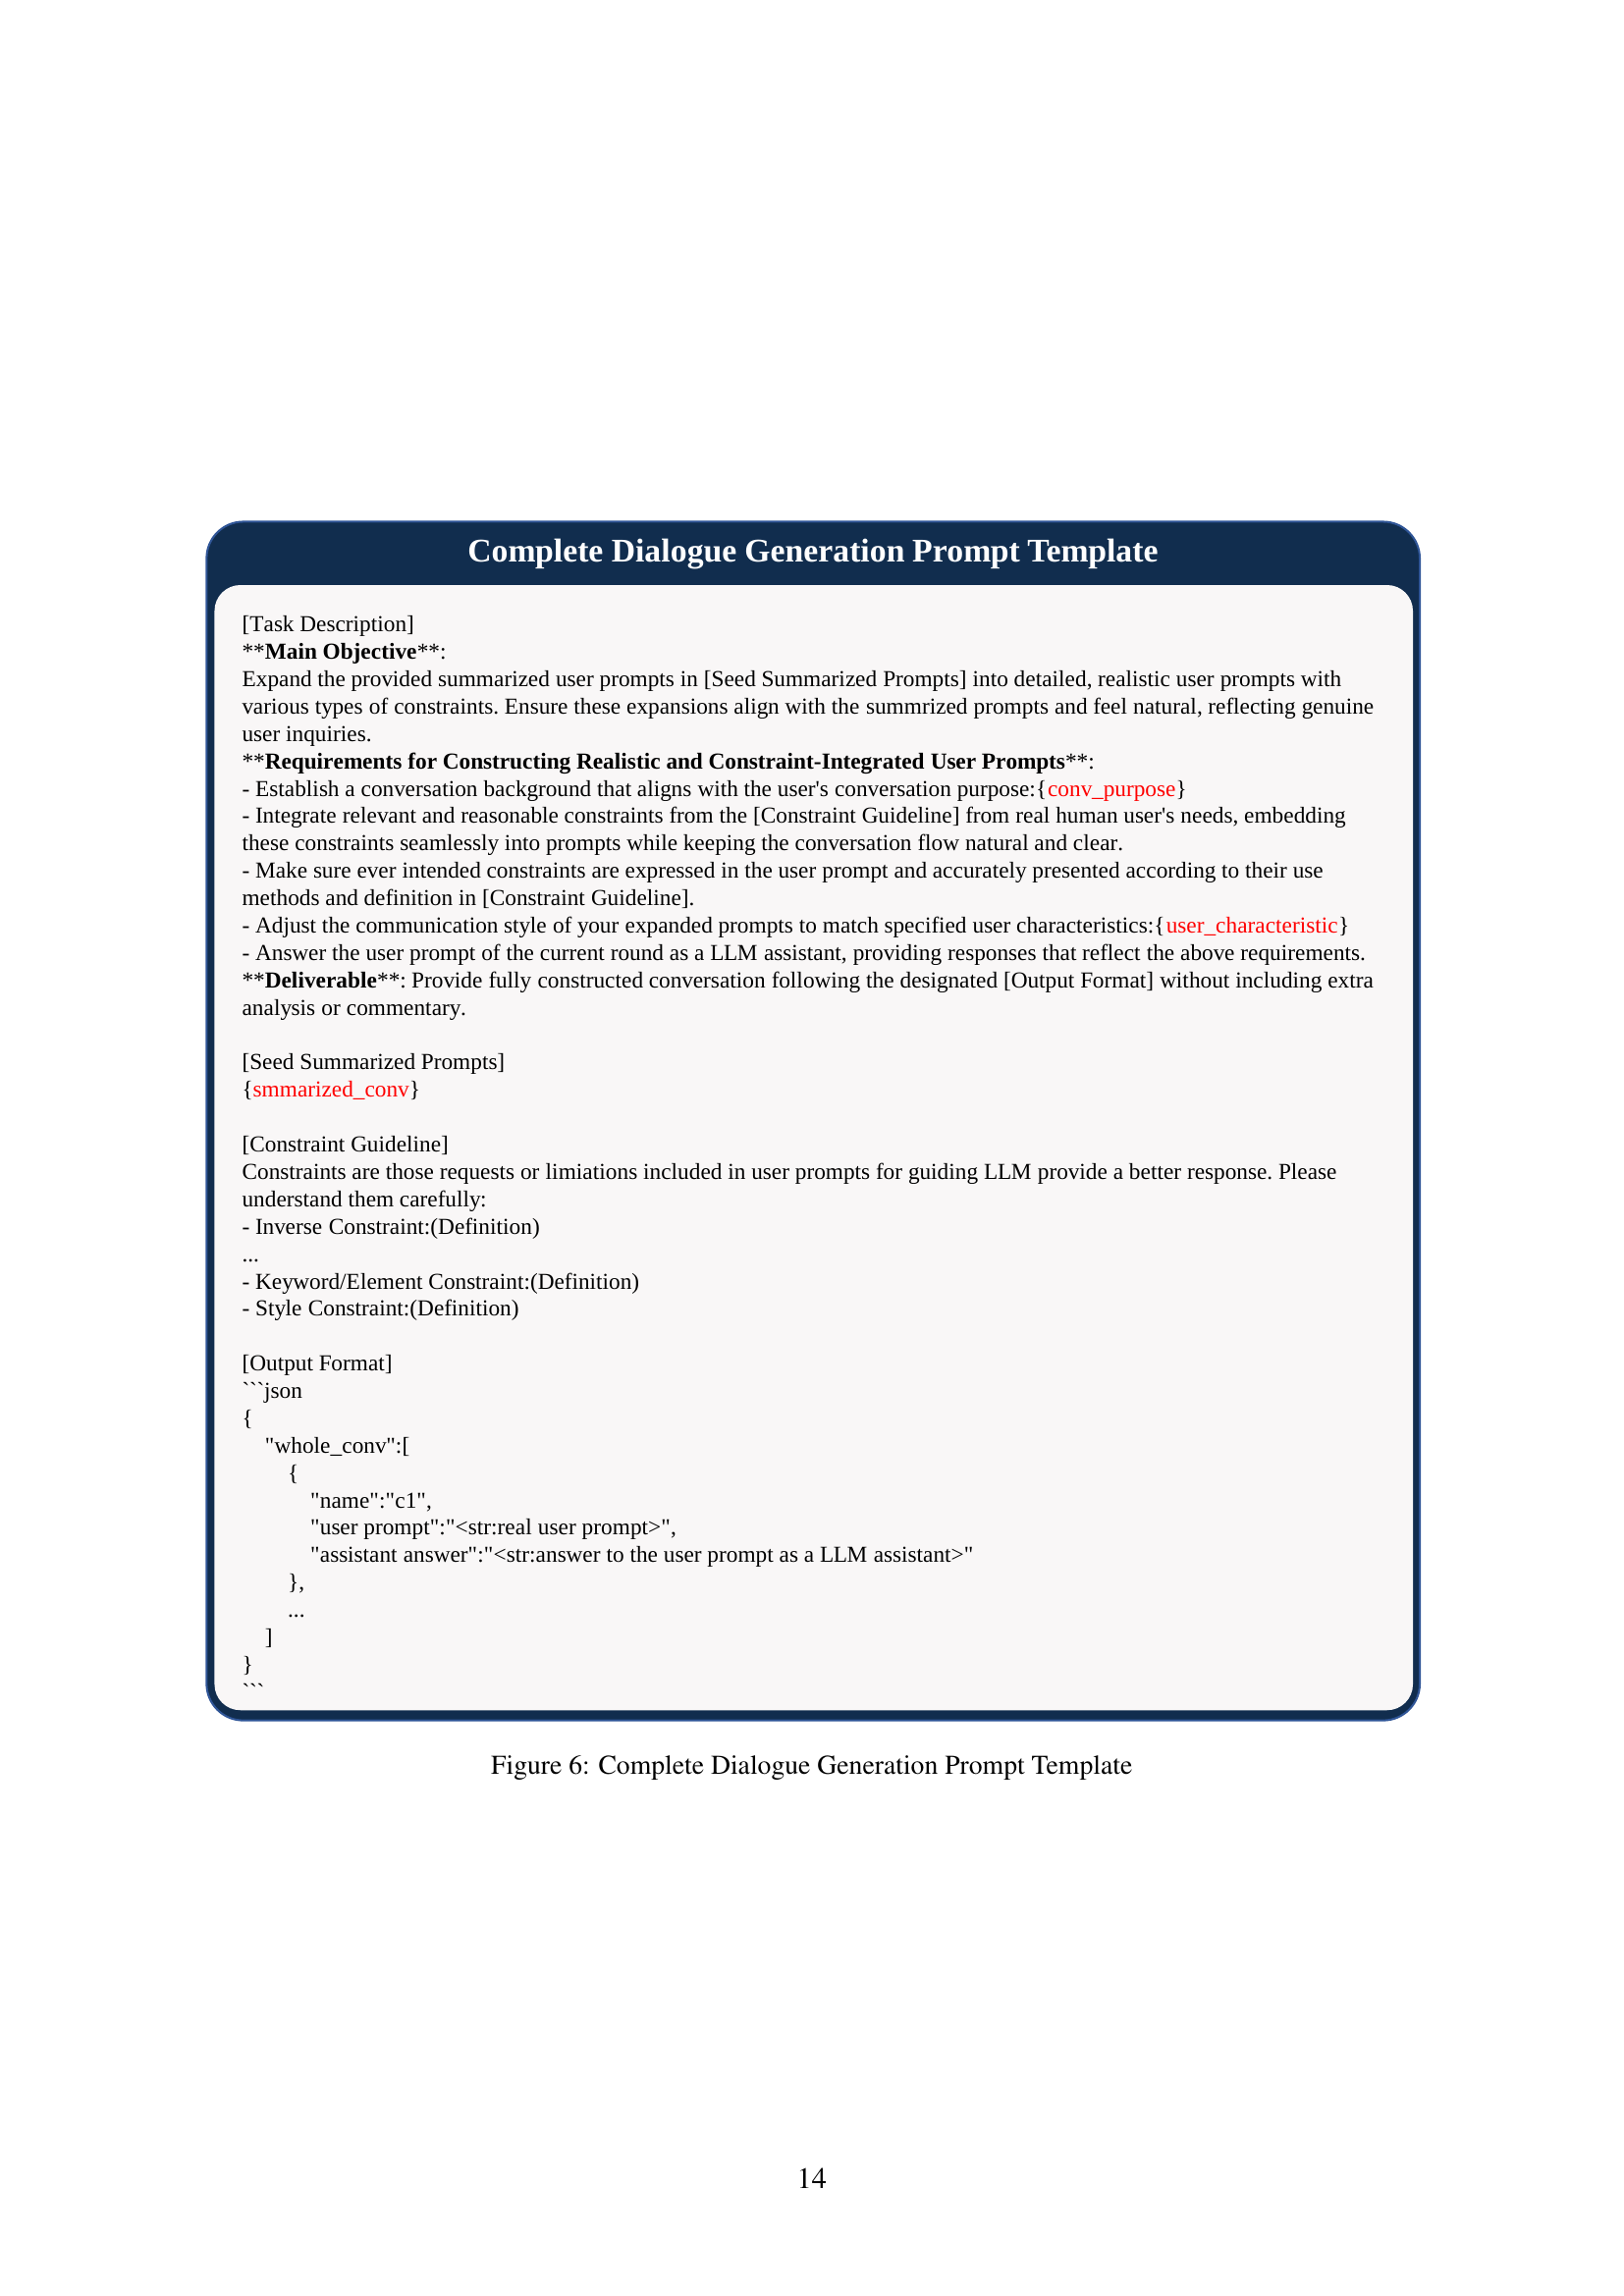 Complete Dialogue Generation Prompt Template
[Task Description]
**Main Objective**:
Expand the provided summarized user prompts in [Seed Summarized Prompts] into detailed, realistic user prompts with
various types of constraints. Ensure these expansions align with the summrized prompts and feel natural, reflecting genuine
user inquiries.
**Requirements for Constructing Realistic and Constraint-Integrated User Prompts**:
- Establish a conversation background that aligns with the user's conversation purpose:{conv_purpose}
- Integrate relevant and reasonable constraints from the [Constraint Guideline] from real human user's needs, embedding
these constraints seamlessly into prompts while keeping the conversation flow natural and clear.
- Make sure ever intended constraints are expressed in the user prompt and accurately presented according to their use
methods and definition in [Constraint Guideline].
- Adjust the communication style of your expanded prompts to match specified user characteristics:{user_characteristic}
- Answer the user prompt of the current round as a LLM assistant, providing responses that reflect the above requirements.
**Deliverable**: Provide fully constructed conversation following the designated [Output Format] without including extra
analysis or commentary.
[Seed Summarized Prompts]
{smmarized_conv}
[Constraint Guideline]
Constraints are those requests or limiations included in user prompts for guiding LLM provide a better response. Please
understand them carefully:
- Inverse Constraint:(Definition)
...
- Keyword/Element Constraint:(Definition)
- Style Constraint:(Definition)
[Output Format]
```json
{
"whole_conv":[
{
"name":"c1",
"user prompt":"<str:real user prompt>",
"assistant answer":"<str:answer to the user prompt as a LLM assistant>"
},
...
]
}
```
Figure 6: Complete Dialogue Generation Prompt Template
14